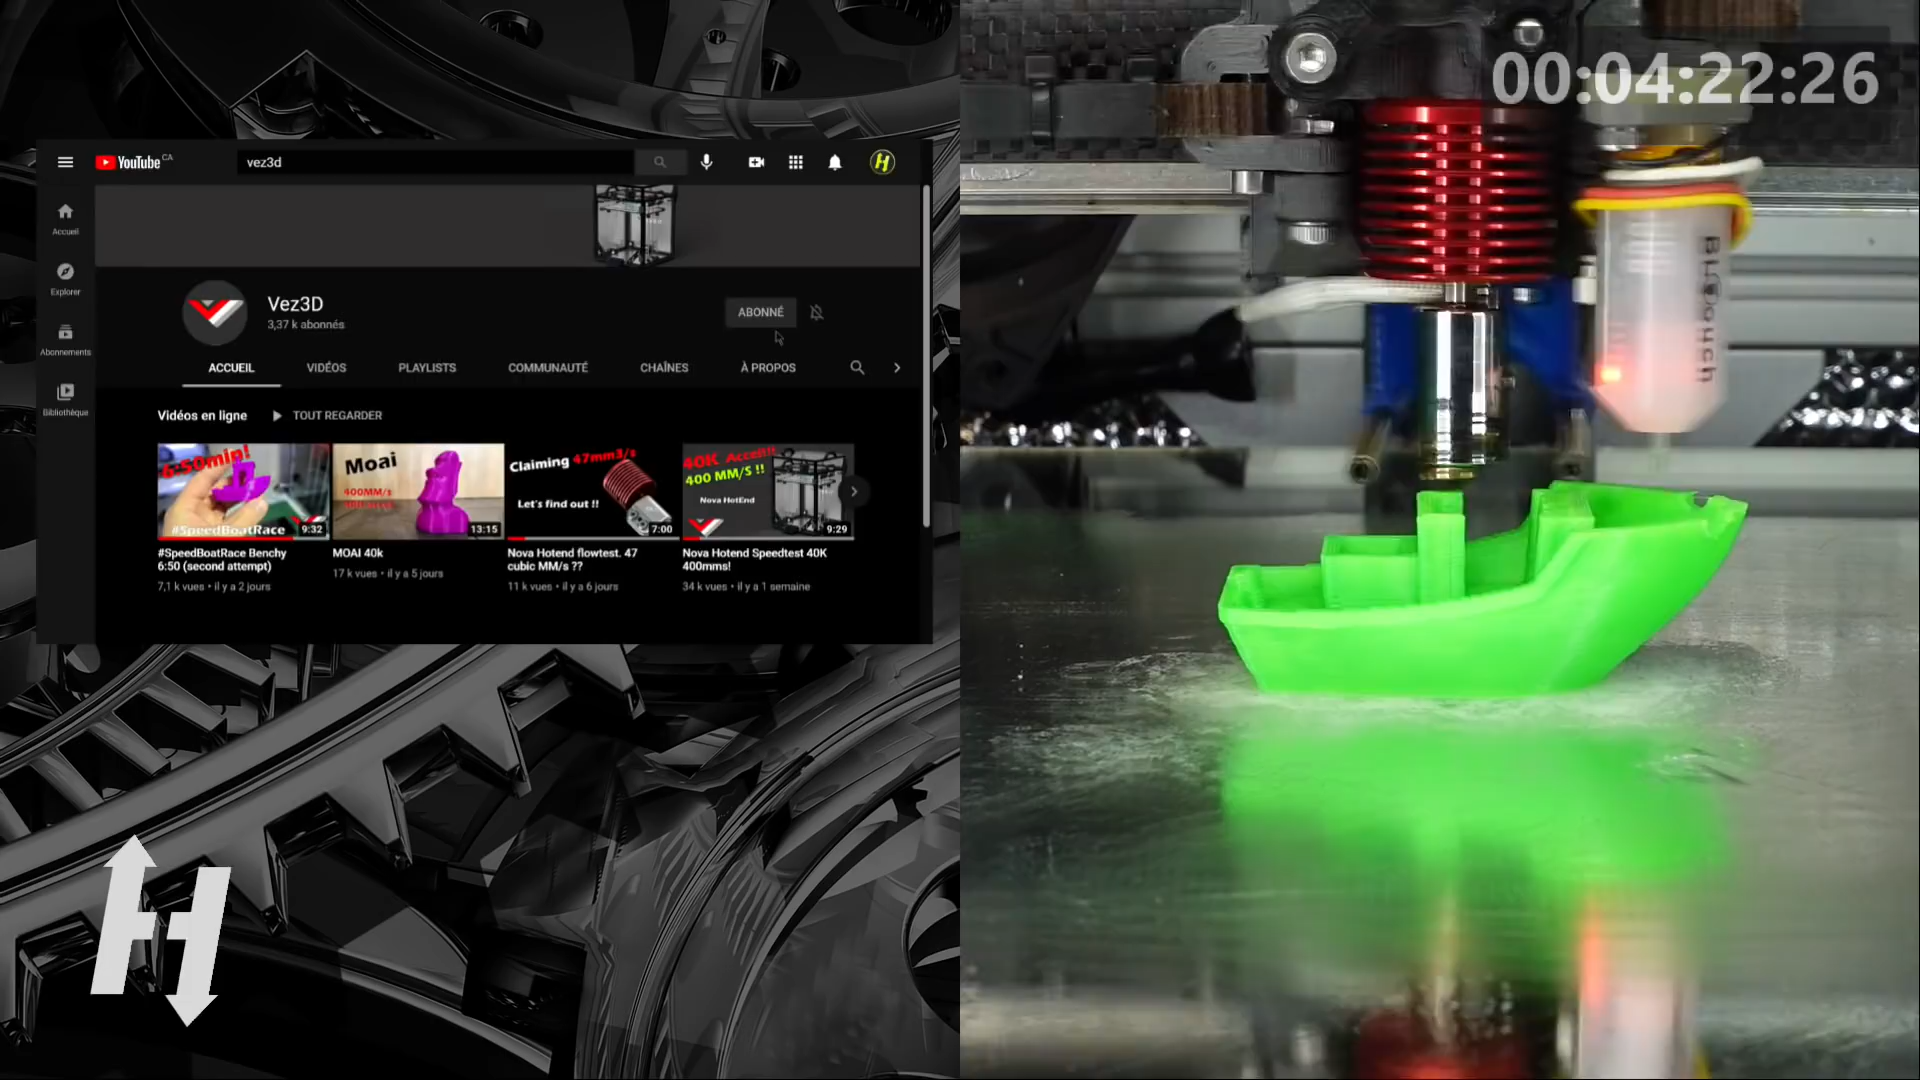 YouTube CA
vez3d
Accueil
Explorer
Abonnements
Bibliothèque
Vez3D
3,37 k abonnés
ABONNÉ
ACCUEIL
VIDÉOS
PLAYLISTS
COMMUNAUTÉ
CHAÎNES
À PROPOS
Vidéos en ligne
TOUT REGARDER
6:50min!
#SpeedBoatRace
9:32
#SpeedBoatRace Benchy
6:50 (second attempt)
7,1 k vues • il y a 2 jours
Moai
400MM/s
13:15
MOAI 40k
17 k vues • il y a 5 jours
Claiming 47mm3/s
Let's find out !!
7:00
Nova Hotend flowtest. 47
cubic MM/s ??
11 k vues • il y a 6 jours
40K Accel!!
400 MM/S !!
Nova HotEnd
9:29
Nova Hotend Speedtest 40K
400mms!
34 k vues • il y a 1 semaine
H
00:04:22:26
BLTouch